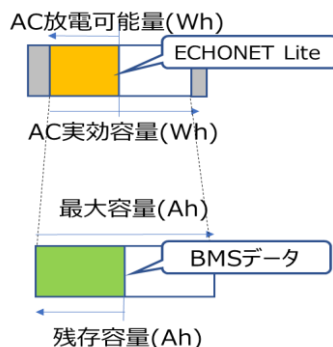 AC放電可能量(Wh)
ECHONET Lite
AC実効容量(Wh)
最大容量(Ah)
BMSデータ
残存容量(Ah)